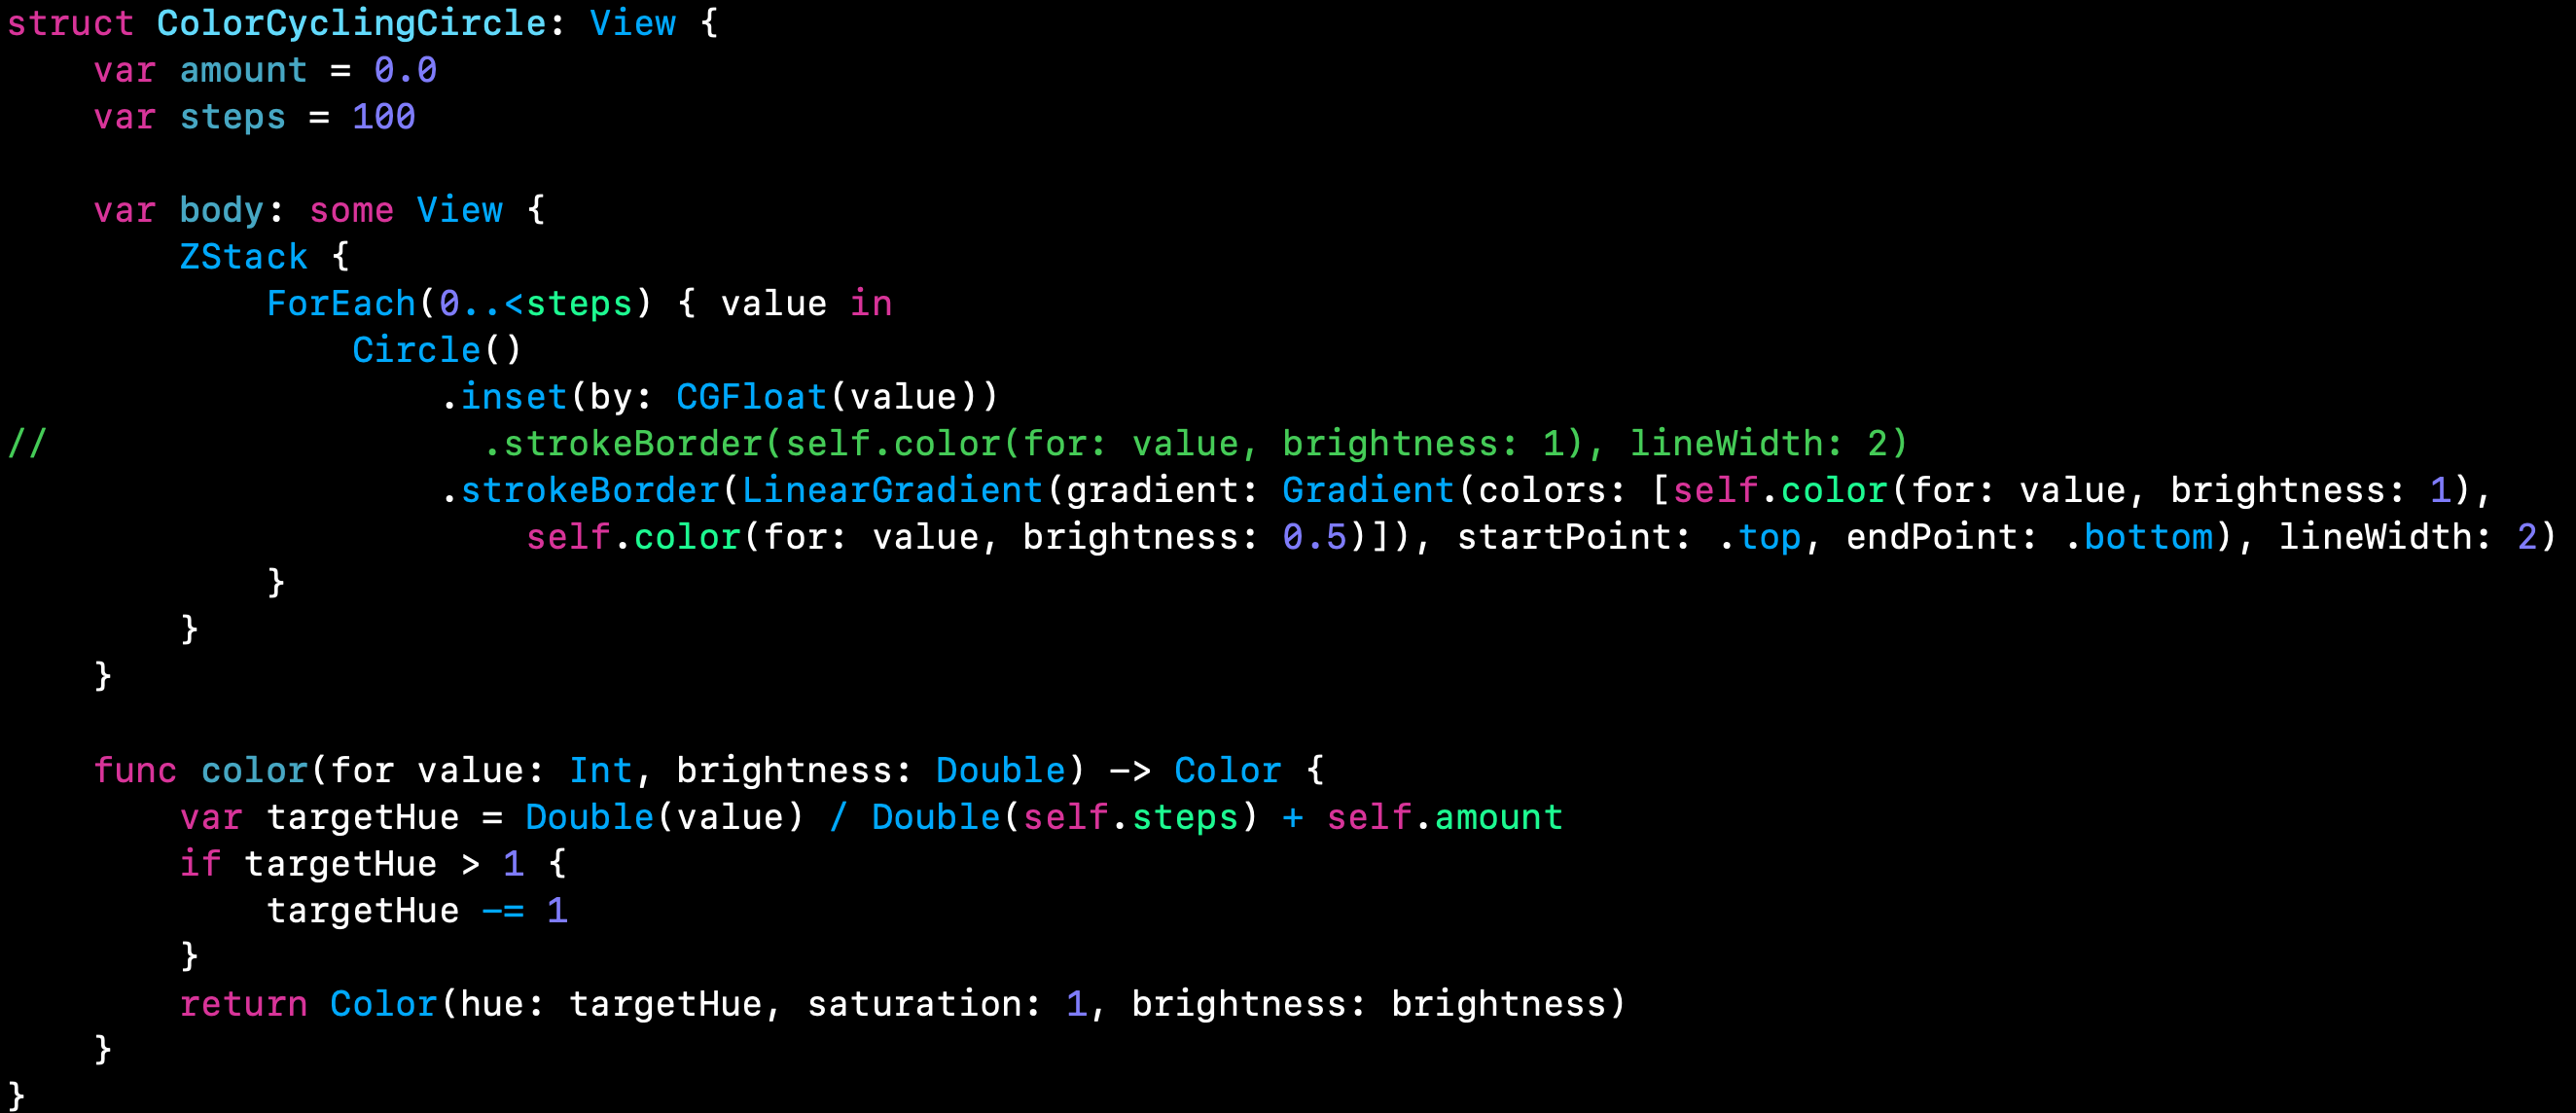 struct ColorCyclingCircle: View {
    var amount = 0.0
    var steps = 100

    var body: some View {
        ZStack {
            ForEach(0..<steps) { value in
                Circle()
                    .inset(by: CGFloat(value))
//                    .strokeBorder(self.color(for: value, brightness: 1), lineWidth: 2)
                    .strokeBorder(LinearGradient(gradient: Gradient(colors: [self.color(for: value, brightness: 1),
                        self.color(for: value, brightness: 0.5)]), startPoint: .top, endPoint: .bottom), lineWidth: 2)
            }
        }
    }

    func color(for value: Int, brightness: Double) -> Color {
        var targetHue = Double(value) / Double(self.steps) + self.amount
        if targetHue > 1 {
            targetHue -= 1
        }
        return Color(hue: targetHue, saturation: 1, brightness: brightness)
    }
}